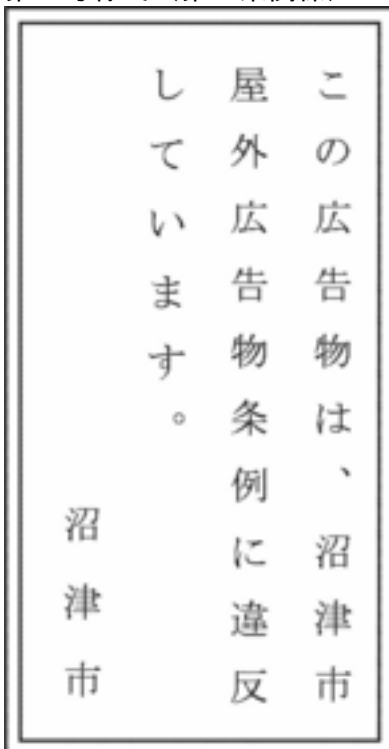 この広告物は、沼津市
屋外広告物条例に違反
しています。
沼津市